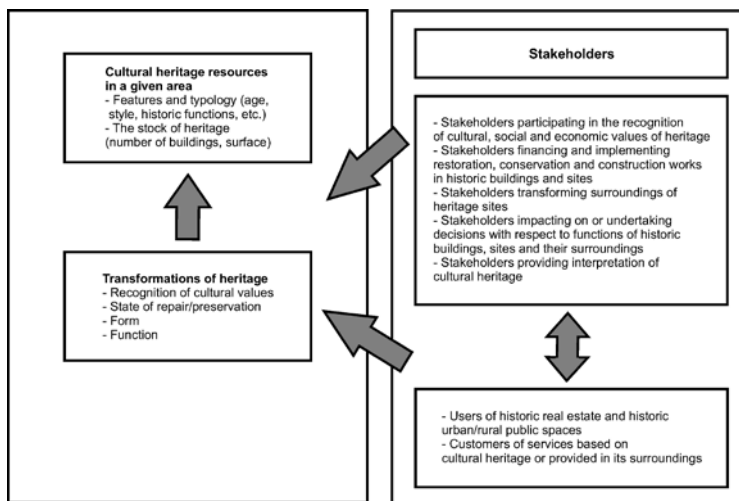 Cultural heritage resources
in a given area
- Features and typology (age,
style, historic functions, etc.)
- The stock of heritage
(number of buildings, surface)
Transformations of heritage
- Recognition of cultural values
- State of repair/preservation
- Form
- Function
Stakeholders
- Stakeholders participating in the recognition
of cultural, social and economic values of heritage
- Stakeholders financing and implementing
restoration, conservation and construction works
in historic buildings and sites
- Stakeholders transforming surroundings of
heritage sites
- Stakeholders impacting on or undertaking
decisions with respect to functions of historic
buildings, sites and their surroundings
- Stakeholders providing interpretation of
cultural heritage
- Users of historic real estate and historic
urban/rural public spaces
- Customers of services based on
cultural heritage or provided in its surroundings